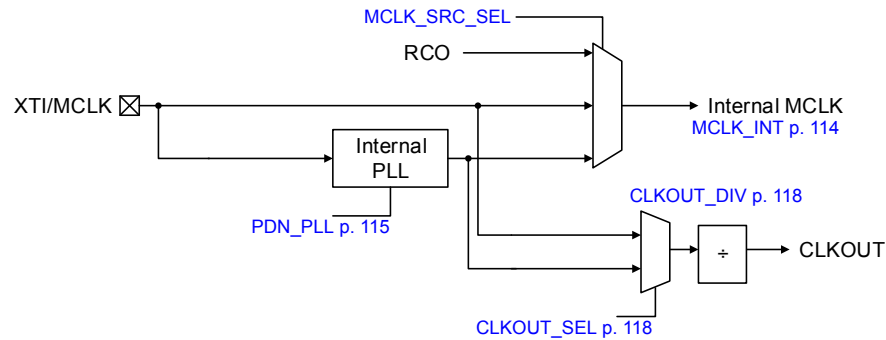 MCLK_SRC_SEL
RCO
XTI/MCLK
Internal MCLK
MCLK_INT p. 114
Internal
PLL
PDN_PLL p. 115
CLKOUT_DIV p. 118
÷
CLKOUT
CLKOUT_SEL p. 118